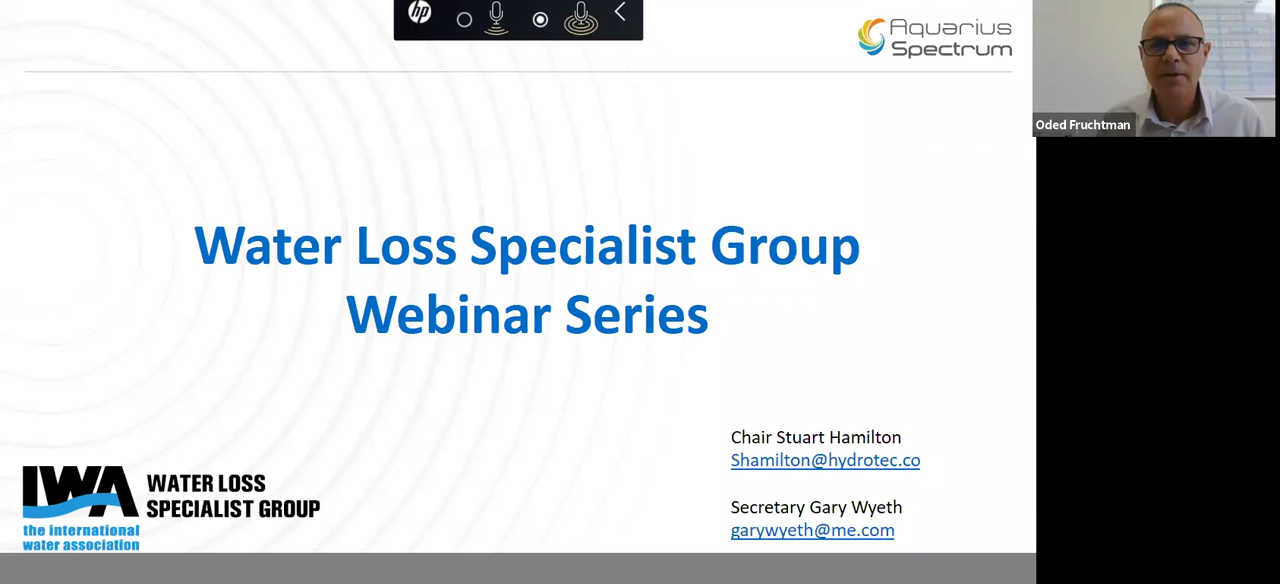 hp
Aquarius
Spectrum
Oded Fruchtman
Water Loss Specialist Group
Webinar Series
Chair Stuart Hamilton
Shamilton@hydrotec.co
Secretary Gary Wyeth
garywyeth@me.com
IWA
WATER LOSS
SPECIALIST GROUP
the international
water association